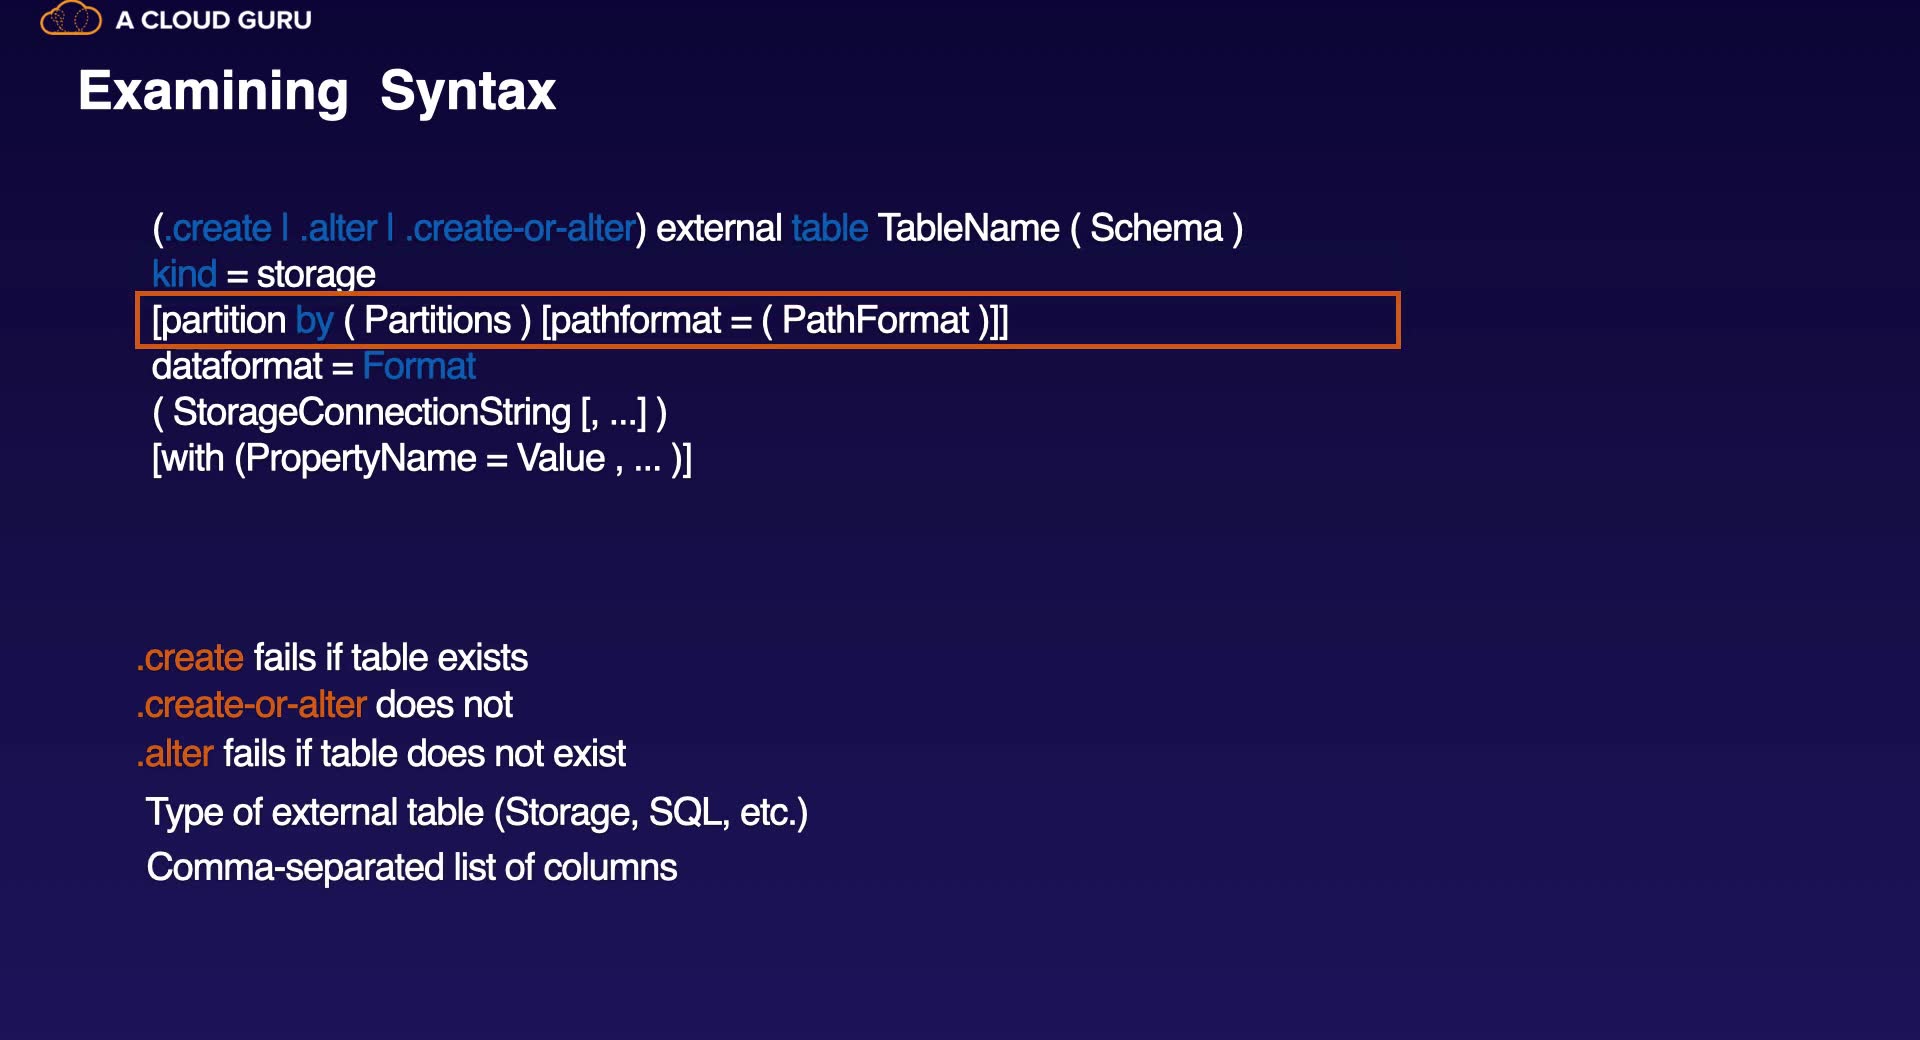 A CLOUD GURU
Examining Syntax
(.create | .alter | .create-or-alter) external table TableName ( Schema )
kind = storage
[partition by ( Partitions ) [pathformat = ( PathFormat )]]
dataformat = Format
( StorageConnectionString [, ...] )
[with (PropertyName = Value , ... )]
.create fails if table exists
.create-or-alter does not
.alter fails if table does not exist
Type of external table (Storage, SQL, etc.)
Comma-separated list of columns